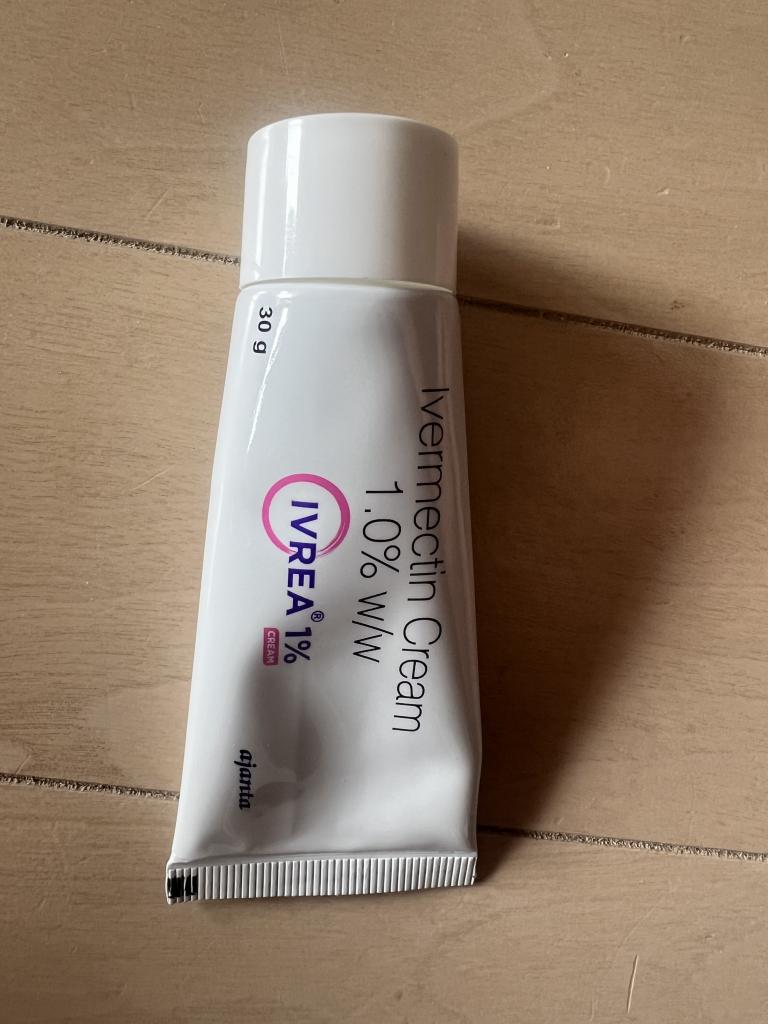 30 g
Ivermectin Cream
1.0% w/w
IVREA® 1%
CREAM
ajanta